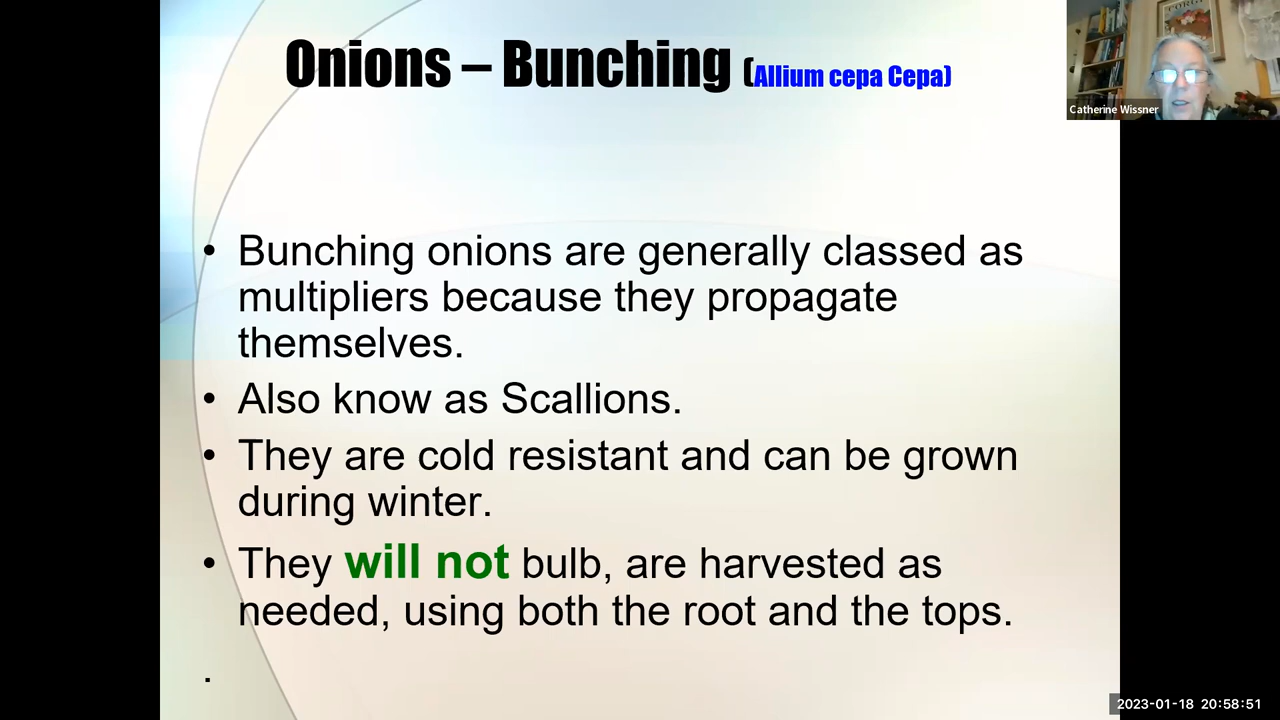 Onions – Bunching (Allium cepa Cepa)
CORGI
Catherine Wissner
• Bunching onions are generally classed as
multipliers because they propagate
themselves.
• Also know as Scallions.
• They are cold resistant and can be grown
during winter.
• They will not bulb, are harvested as
needed, using both the root and the tops.
.
2023-01-18 20:58:51